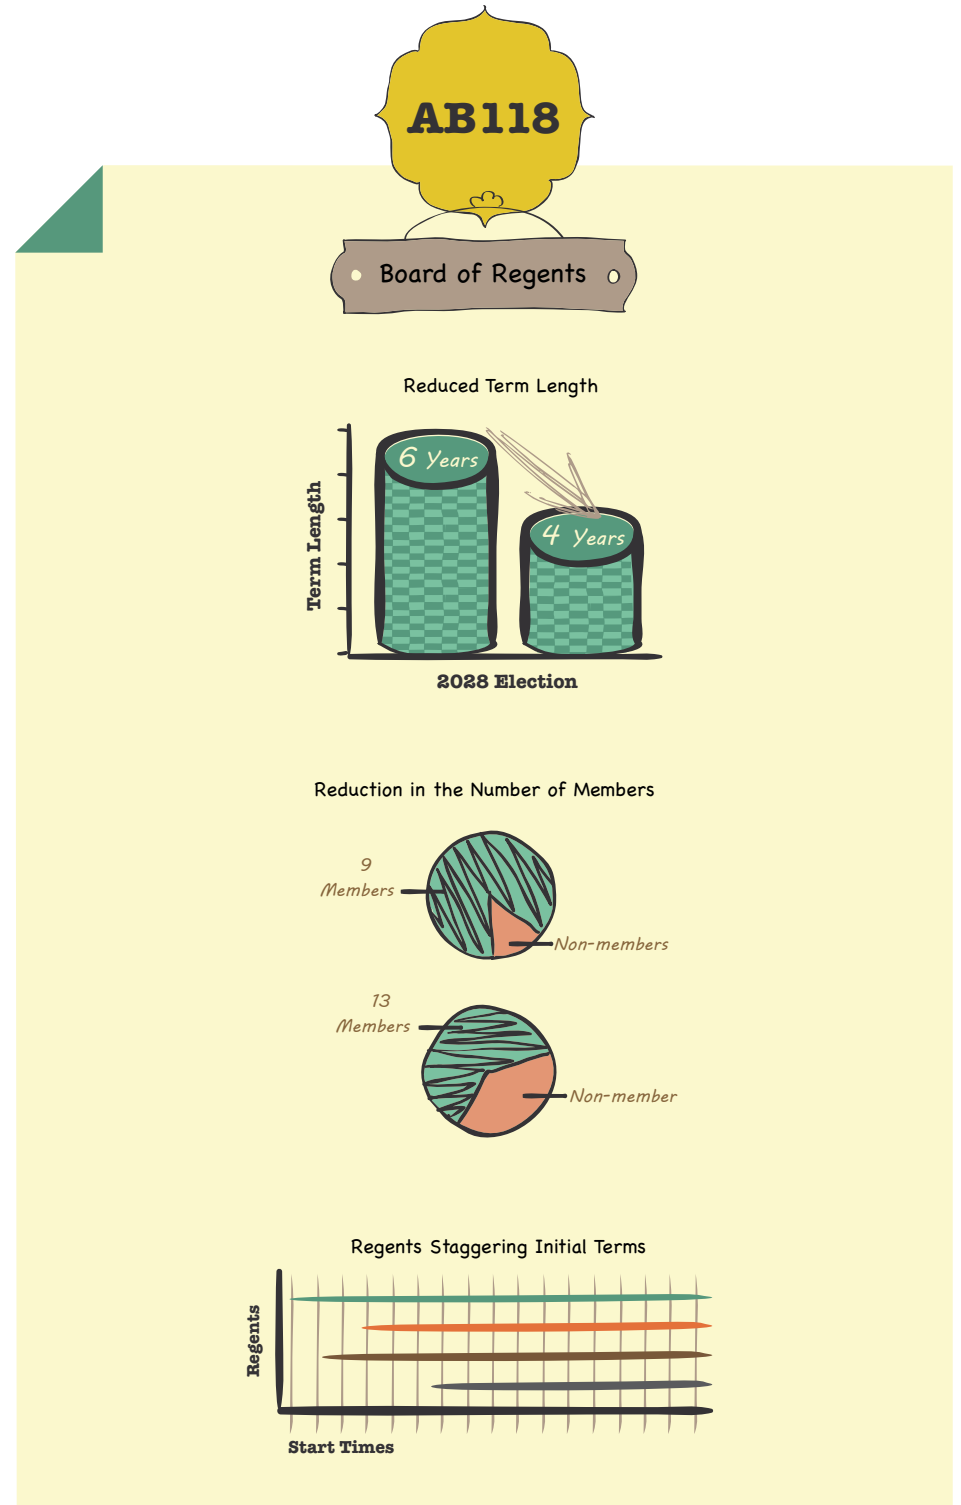 AB118
Board of Regents
Reduced Term Length
6 Years
4 Years
Term Length
2028 Election
Reduction in the Number of Members
9
Members
Non-members
13
Members
Non-member
Regents Staggering Initial Terms
Regents
Start Times